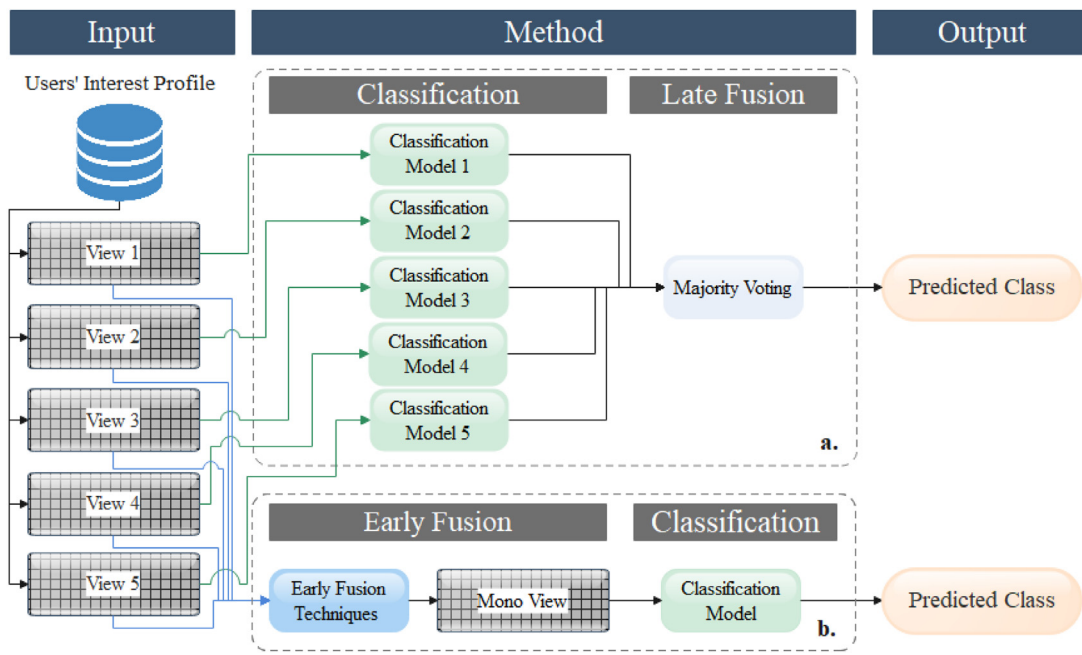 Input
Method
Output
Users' Interest Profile
Classification
Late Fusion
Classification
Model 1
Classification
Model 2
Classification
Model 3
Classification
Model 4
Classification
Model 5
View 1
View 2
View 3
View 4
View 5
Majority Voting
Predicted Class
a.
Early Fusion
Classification
Early Fusion
Techniques
Mono View
Classification
Model
Predicted Class
b.